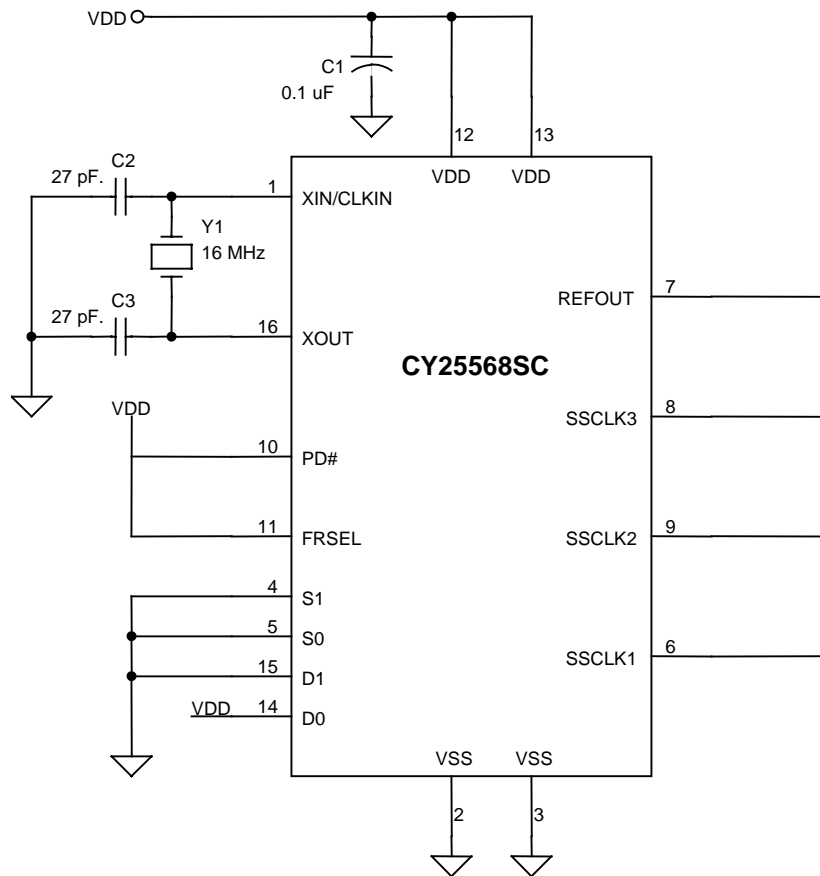 VDD
C1
0.1 uF
12
13
VDD
VDD
C2
27 pF.
1
XIN/CLKIN
Y1
16 MHz
C3
27 pF.
16
XOUT
7
REFOUT
CY25568SC
VDD
8
SSCLK3
10
PD#
11
FRSEL
9
SSCLK2
4
S1
5
S0
15
D1
6
SSCLK1
VDD
14
D0
VSS
VSS
2
3